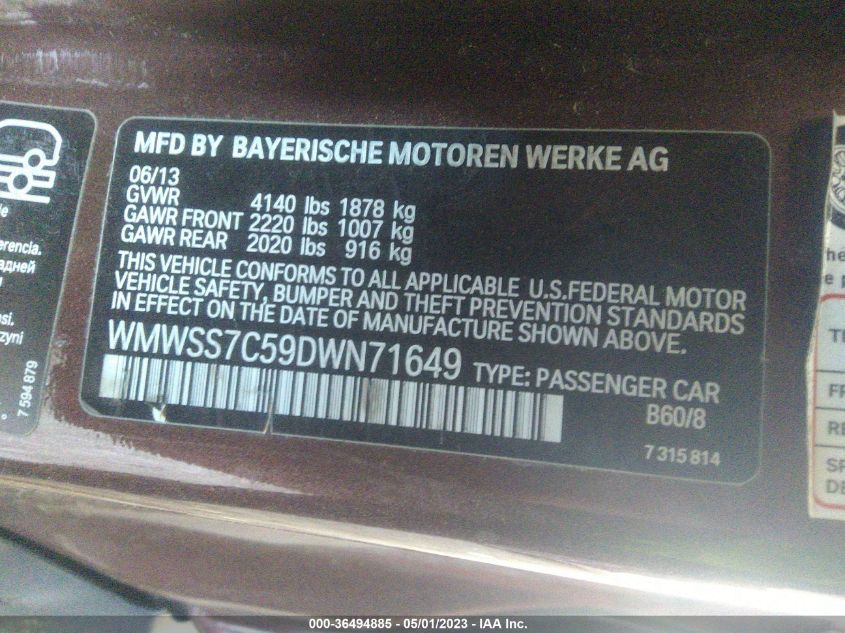 MFD BY BAYERISCHE MOTOREN WERKE AG
06/13
GVWR 4140 lbs 1878 kg
GAWR FRONT 2220 lbs 1007 kg
GAWR REAR 2020 lbs 916 kg
THIS VEHICLE CONFORMS TO ALL APPLICABLE U.S.FEDERAL MOTOR
VEHICLE SAFETY, BUMPER AND THEFT PREVENTION STANDARDS
IN EFFECT ON THE DATE OF MANUFACTURE SHOWN ABOVE.
WMWSS7C59DWN71649 TYPE: PASSENGER CAR
B60/8
7 315 814
7 594 879
000-36494885 - 05/01/2023 - IAA Inc.